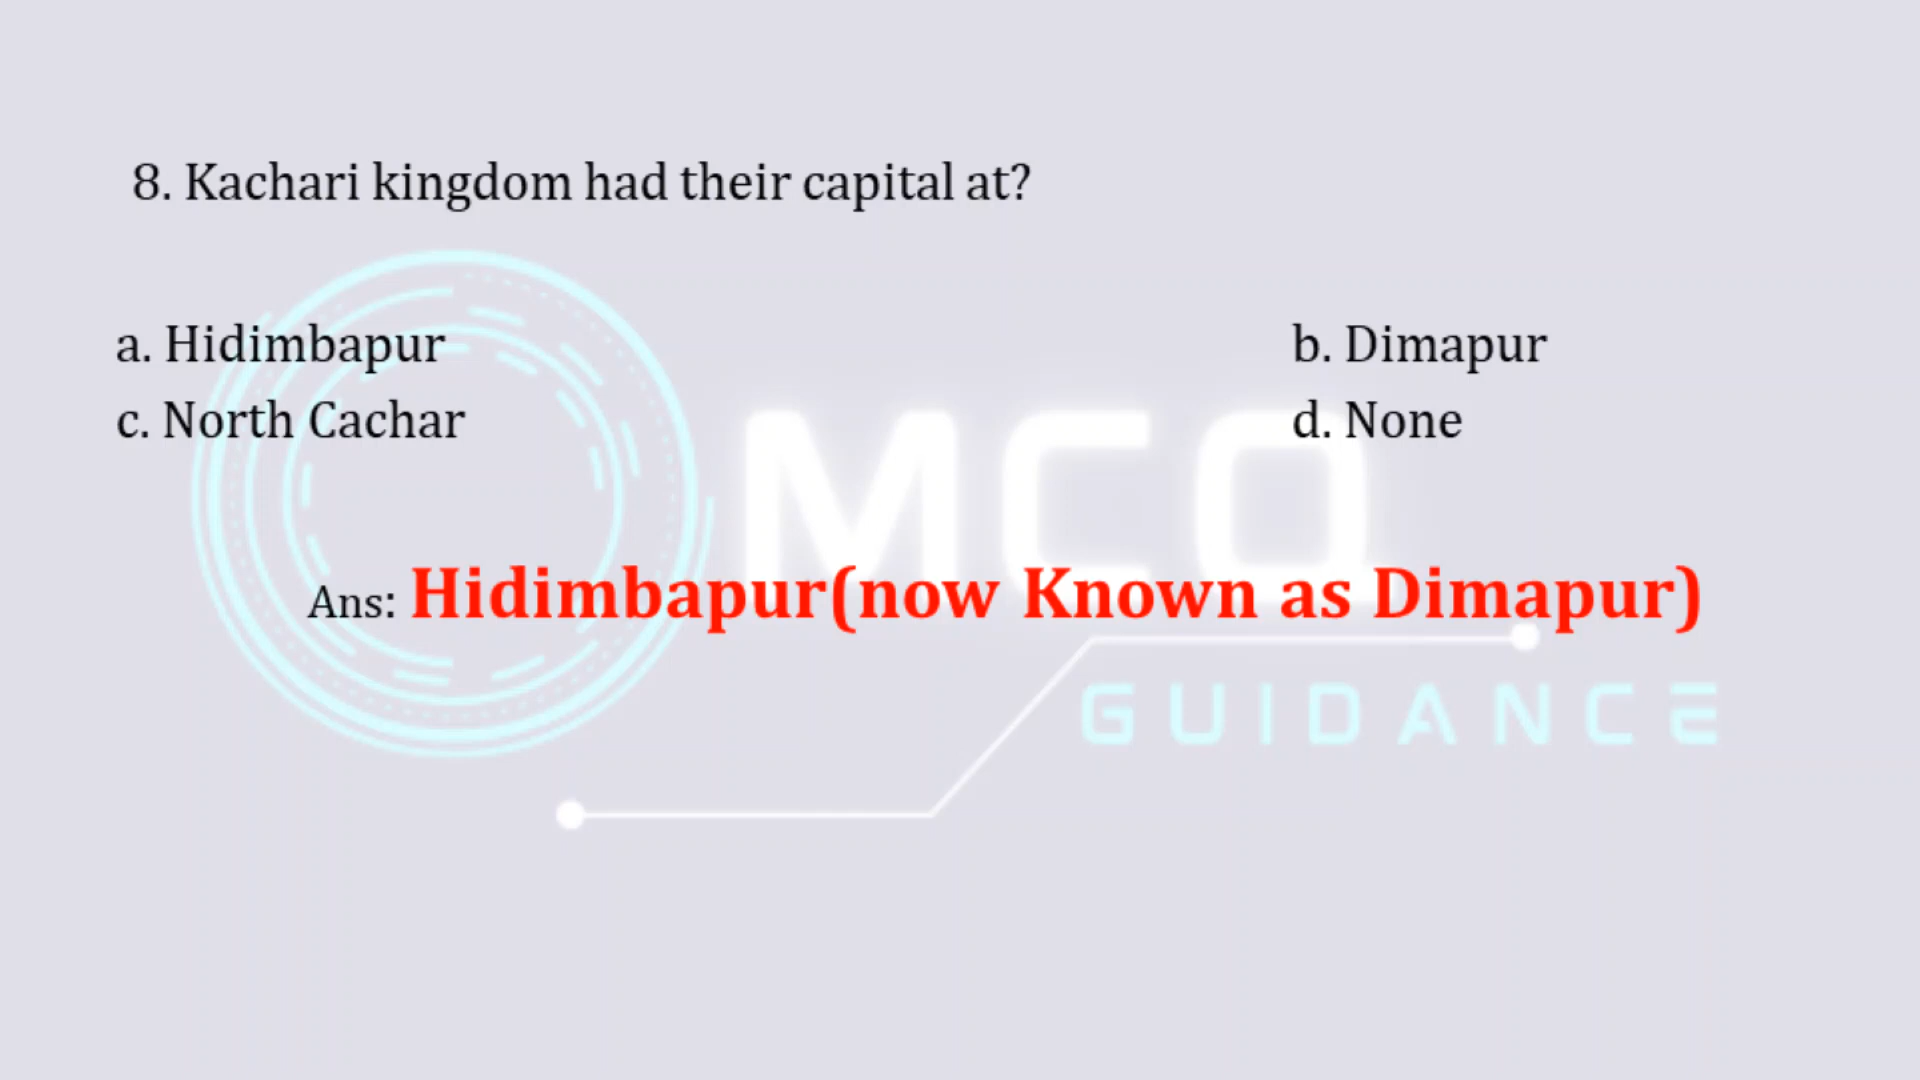 8. Kachari kingdom had their capital at?
a. Hidimbapur b. Dimapur
c. North Cachar d. None
MCQ
Ans: Hidimbapur(now Known as Dimapur)
GUIDANCE